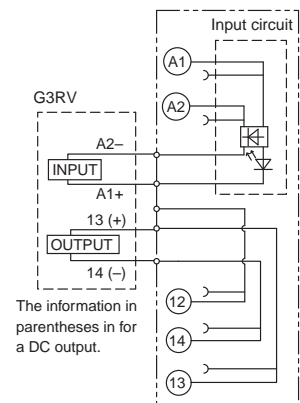 Input circuit
A1
G3RV
A2
A2–
INPUT
A1+
13 (+)
OUTPUT
14 (–)
12
The information in
parentheses in for
a DC output.
14
13